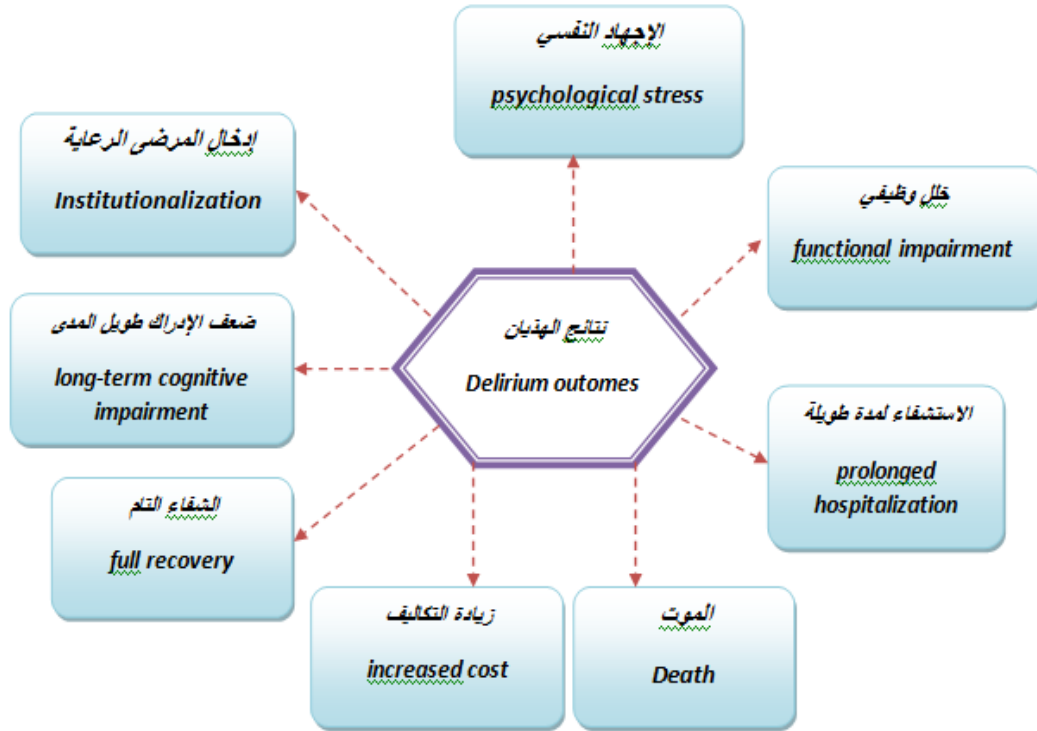 الإجهاد النفسي
psychological stress
إدخال المرضى الرعاية
Institutionalization
خلل وظيفي
functional impairment
ضعف الإدراك طويل المدى
long-term cognitive
impairment
نتائج الهذيان
Delirium outomes
الاستشفاء لمدة طويلة
prolonged
hospitalization
الشفاء التام
full recovery
زيادة التكاليف
increased cost
الموت
Death